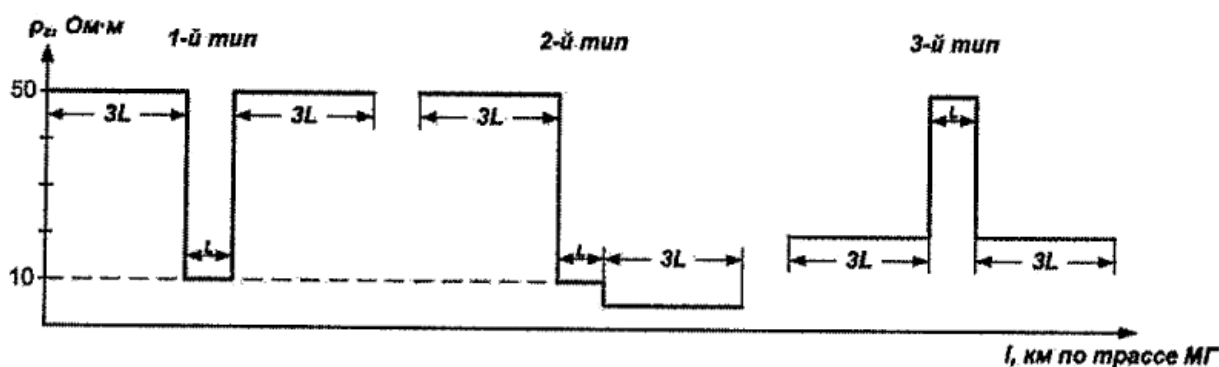 ρг, Ом·м
1-й тип
2-й тип
3-й тип
50
3L
3L
3L
L
L
L
3L
3L
3L
10
l, км по трассе МГ